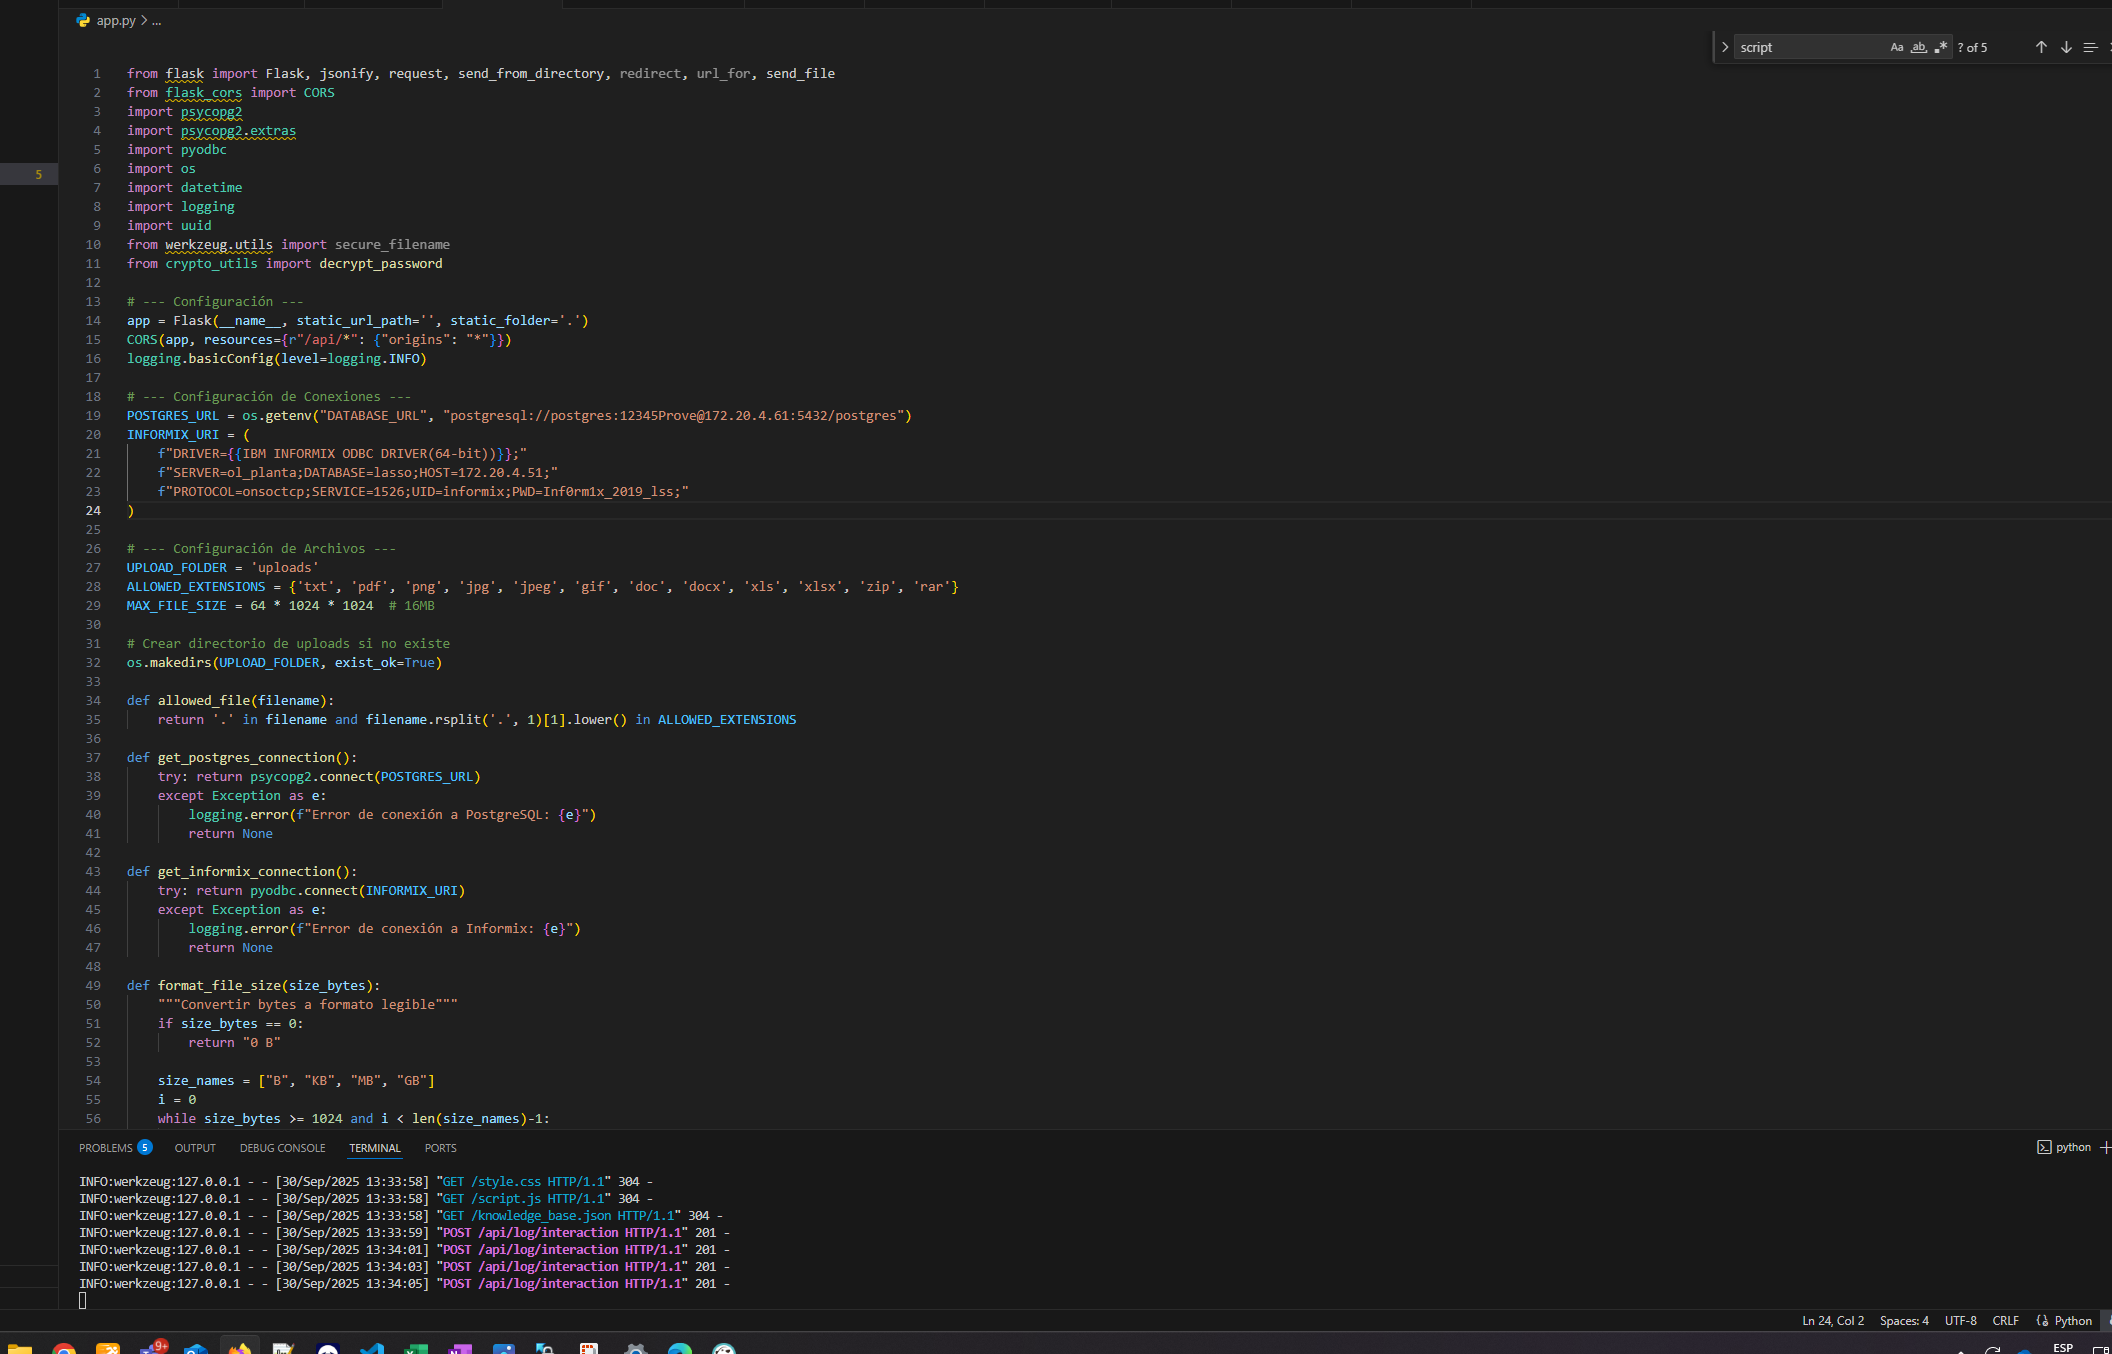 app.py > ...
script
Aa ab .* ? of 5
5
1 from flask import Flask, jsonify, request, send_from_directory, redirect, url_for, send_file
2 from flask_cors import CORS
3 import psycopg2
4 import psycopg2.extras
5 import pyodbc
6 import os
7 import datetime
8 import logging
9 import uuid
10 from werkzeug.utils import secure_filename
11 from crypto_utils import decrypt_password
12
13 # --- Configuración ---
14 app = Flask(__name__, static_url_path='', static_folder='.')
15 CORS(app, resources={r"/api/*": {"origins": "*"}})
16 logging.basicConfig(level=logging.INFO)
17
18 # --- Configuración de Conexiones ---
19 POSTGRES_URL = os.getenv("DATABASE_URL", "postgresql://postgres:12345Prove@172.20.4.61:5432/postgres")
20 INFORMIX_URI = (
21     f"DRIVER={{IBM INFORMIX ODBC DRIVER(64-bit))}};"
22     f"SERVER=ol_planta;DATABASE=lasso;HOST=172.20.4.51;"
23     f"PROTOCOL=onsoctcp;SERVICE=1526;UID=informix;PWD=Inf0rm1x_2019_lss;"
24 )
25
26 # --- Configuración de Archivos ---
27 UPLOAD_FOLDER = 'uploads'
28 ALLOWED_EXTENSIONS = {'txt', 'pdf', 'png', 'jpg', 'jpeg', 'gif', 'doc', 'docx', 'xls', 'xlsx', 'zip', 'rar'}
29 MAX_FILE_SIZE = 64 * 1024 * 1024  # 16MB
30
31 # Crear directorio de uploads si no existe
32 os.makedirs(UPLOAD_FOLDER, exist_ok=True)
33
34 def allowed_file(filename):
35     return '.' in filename and filename.rsplit('.', 1)[1].lower() in ALLOWED_EXTENSIONS
36
37 def get_postgres_connection():
38     try: return psycopg2.connect(POSTGRES_URL)
39     except Exception as e:
40         logging.error(f"Error de conexión a PostgreSQL: {e}")
41         return None
42
43 def get_informix_connection():
44     try: return pyodbc.connect(INFORMIX_URI)
45     except Exception as e:
46         logging.error(f"Error de conexión a Informix: {e}")
47         return None
48
49 def format_file_size(size_bytes):
50     """Convertir bytes a formato legible"""
51     if size_bytes == 0:
52         return "0 B"
53
54     size_names = ["B", "KB", "MB", "GB"]
55     i = 0
56     while size_bytes >= 1024 and i < len(size_names)-1:
PROBLEMS 5 OUTPUT DEBUG CONSOLE TERMINAL PORTS
python
INFO:werkzeug:127.0.0.1 - - [30/Sep/2025 13:33:58] "GET /style.css HTTP/1.1" 304 -
INFO:werkzeug:127.0.0.1 - - [30/Sep/2025 13:33:58] "GET /script.js HTTP/1.1" 304 -
INFO:werkzeug:127.0.0.1 - - [30/Sep/2025 13:33:58] "GET /knowledge_base.json HTTP/1.1" 304 -
INFO:werkzeug:127.0.0.1 - - [30/Sep/2025 13:33:59] "POST /api/log/interaction HTTP/1.1" 201 -
INFO:werkzeug:127.0.0.1 - - [30/Sep/2025 13:34:01] "POST /api/log/interaction HTTP/1.1" 201 -
INFO:werkzeug:127.0.0.1 - - [30/Sep/2025 13:34:03] "POST /api/log/interaction HTTP/1.1" 201 -
INFO:werkzeug:127.0.0.1 - - [30/Sep/2025 13:34:05] "POST /api/log/interaction HTTP/1.1" 201 -
Ln 24, Col 2 Spaces: 4 UTF-8 CRLF {} Python
9+
ESP